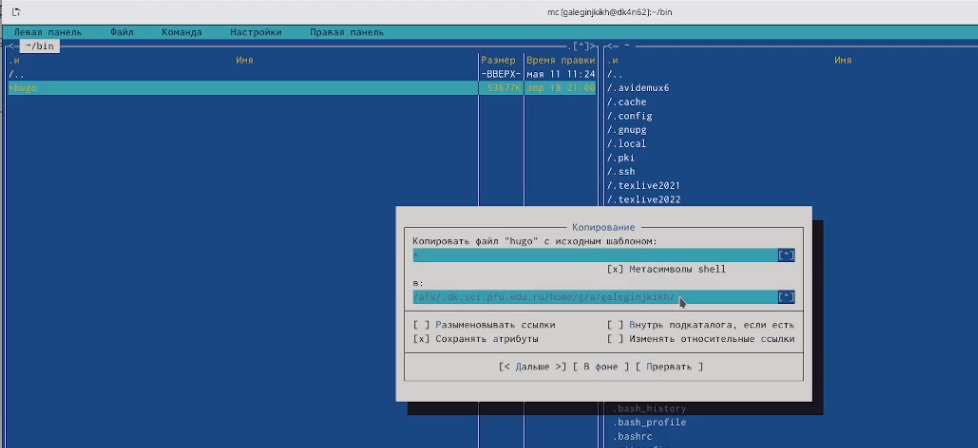 mc [galeginjkikh@dk4n62]:~/bin
Левая панель Файл Команда Настройки Правая панель
<─ ~/bin .[^]> <─ ~
.и Имя Размер Время правки .и Имя
/.. -ВВЕРХ- мая 11 11:24 /..
*hugo 53677K апр 18 21:00 /.avidemux6
/.cache
/.config
/.gnupg
/.local
/.pki
/.ssh
/.texlive2021
/.texlive2022
Копирование
Копировать файл "hugo" с исходным шаблоном:
* [^]
[x] Метасимволы shell
в:
/afs/.dk.sci.pfu.edu.ru/home/g/a/galeginjkikh/ [^]
[ ] Разыменовывать ссылки [ ] Внутрь подкаталога, если есть
[x] Сохранять атрибуты [ ] Изменять относительные ссылки
[< Дальше >] [ В фоне ] [ Прервать ]
.bash_history
.bash_profile
.bashrc